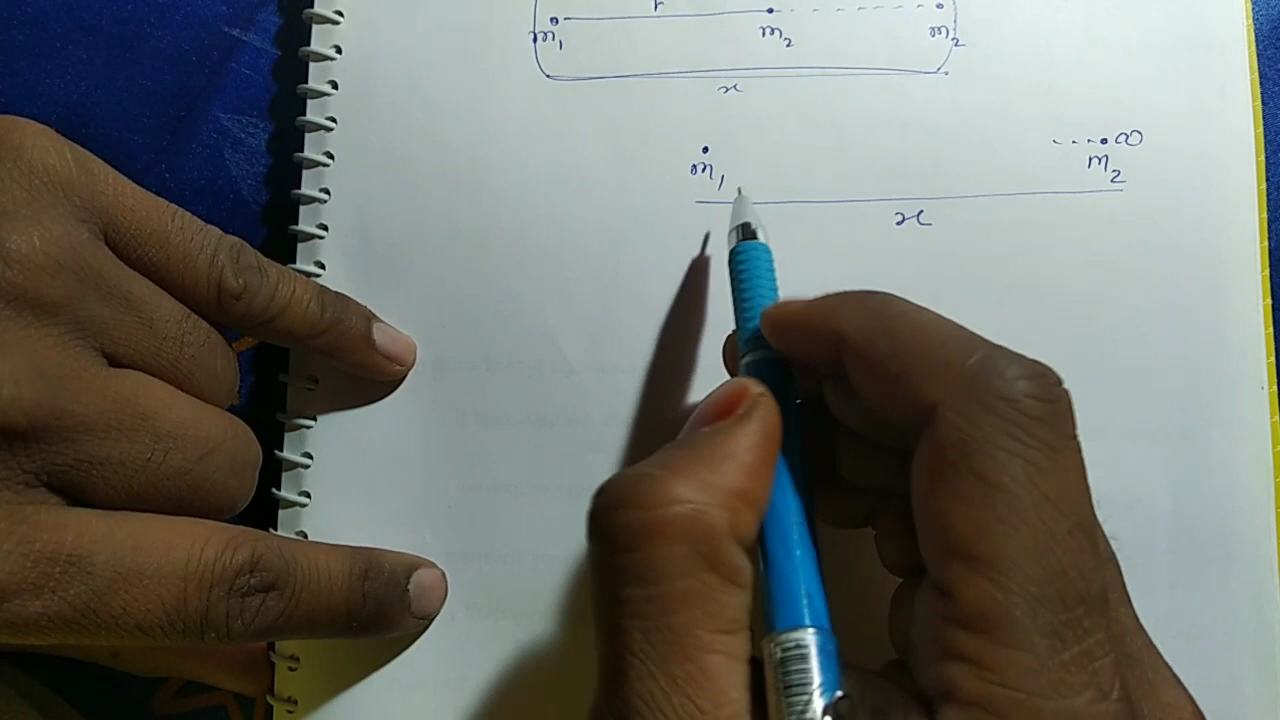 r
m₁ m₂ m₂
x
∞
m₁ m₂
x